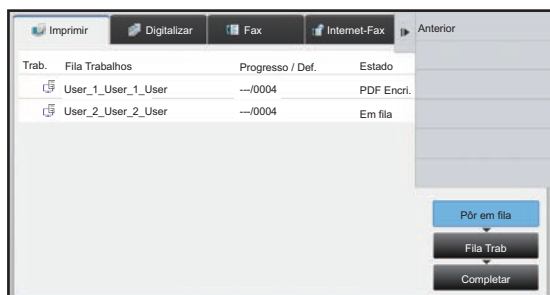 Imprimir Digitalizar Fax Internet-Fax Anterior
Trab. Fila Trabalhos Progresso / Def. Estado
User_1_User_1_User ---/0004 PDF Encri.
User_2_User_2_User ---/0004 Em fila
Pôr em fila
Fila Trab
Completar